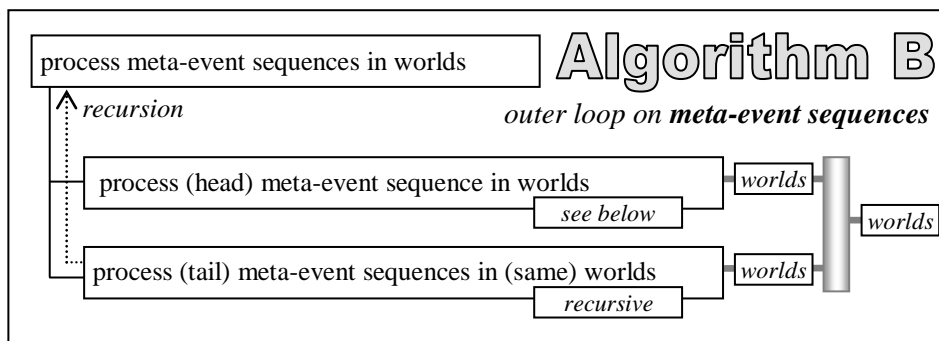 Algorithm B
process meta-event sequences in worlds
recursion
outer loop on meta-event sequences
process (head) meta-event sequence in worlds
worlds
see below
worlds
process (tail) meta-event sequences in (same) worlds
worlds
recursive